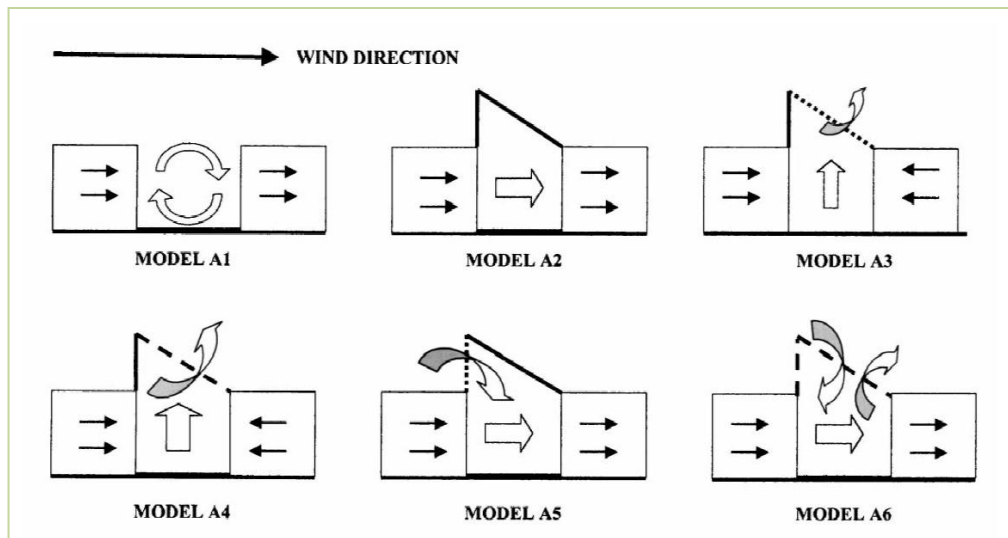 WIND DIRECTION
MODEL A1
MODEL A2
MODEL A3
MODEL A4
MODEL A5
MODEL A6